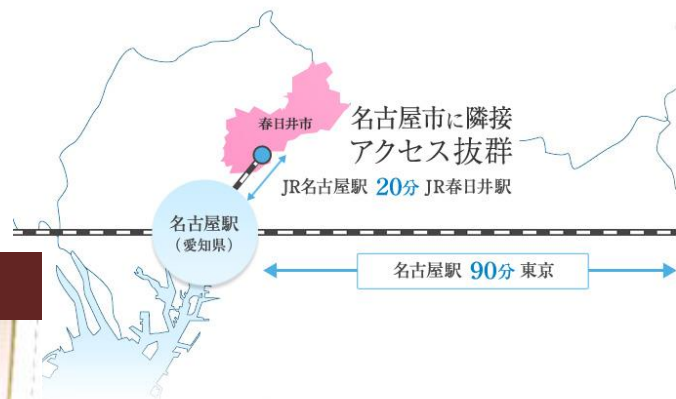 春日井市
名古屋市に隣接
アクセス抜群
JR名古屋駅 20分 JR春日井駅
名古屋駅
（愛知県）
名古屋駅 90分 東京